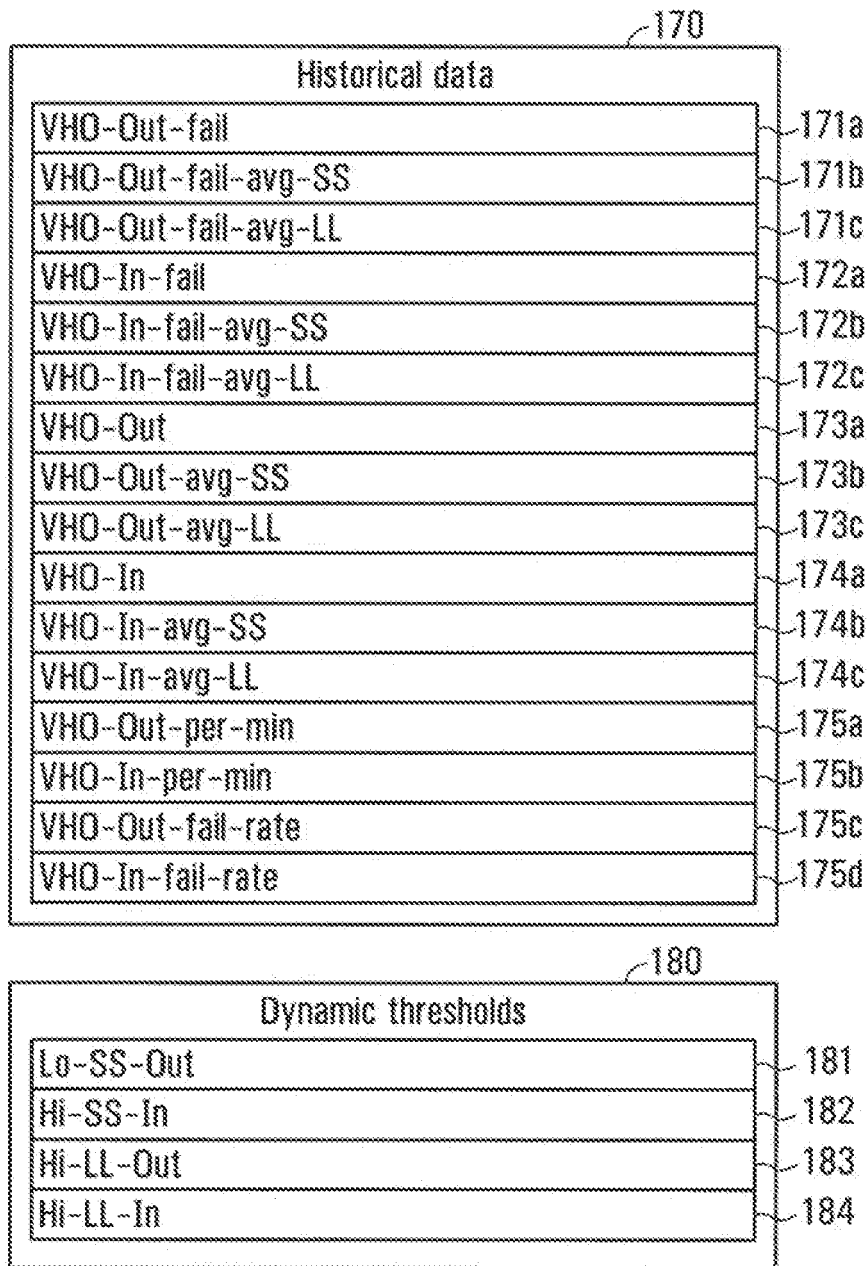 170
Historical data
VHO-Out-fail 171a
VHO-Out-fail-avg-SS 171b
VHO-Out-fail-avg-LL 171c
VHO-In-fail 172a
VHO-In-fail-avg-SS 172b
VHO-In-fail-avg-LL 172c
VHO-Out 173a
VHO-Out-avg-SS 173b
VHO-Out-avg-LL 173c
VHO-In 174a
VHO-In-avg-SS 174b
VHO-In-avg-LL 174c
VHO-Out-per-min 175a
VHO-In-per-min 175b
VHO-Out-fail-rate 175c
VHO-In-fail-rate 175d
180
Dynamic thresholds
Lo-SS-Out 181
Hi-SS-In 182
Hi-LL-Out 183
Hi-LL-In 184